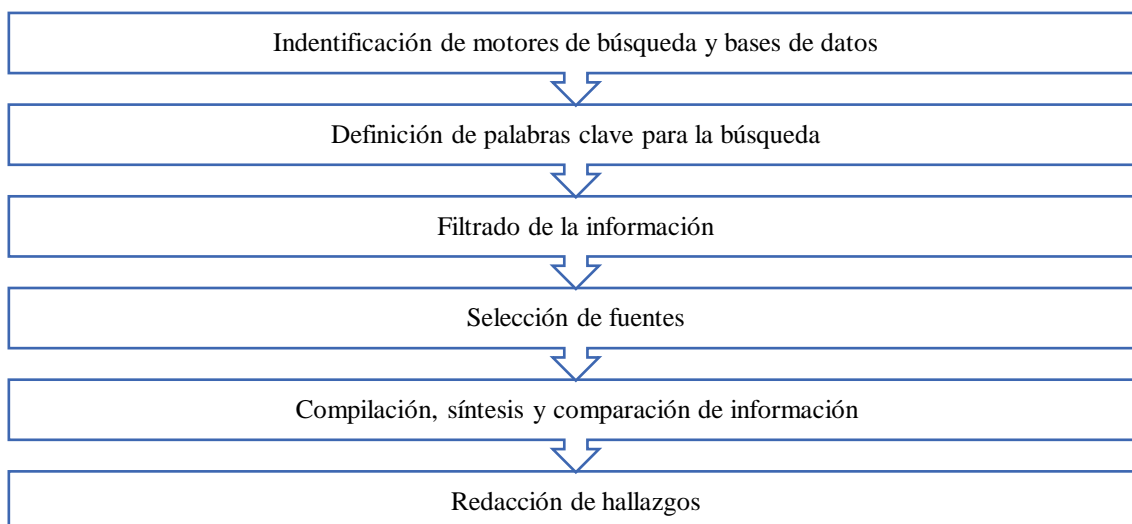 Indentificación de motores de búsqueda y bases de datos
Definición de palabras clave para la búsqueda
Filtrado de la información
Selección de fuentes
Compilación, síntesis y comparación de información
Redacción de hallazgos